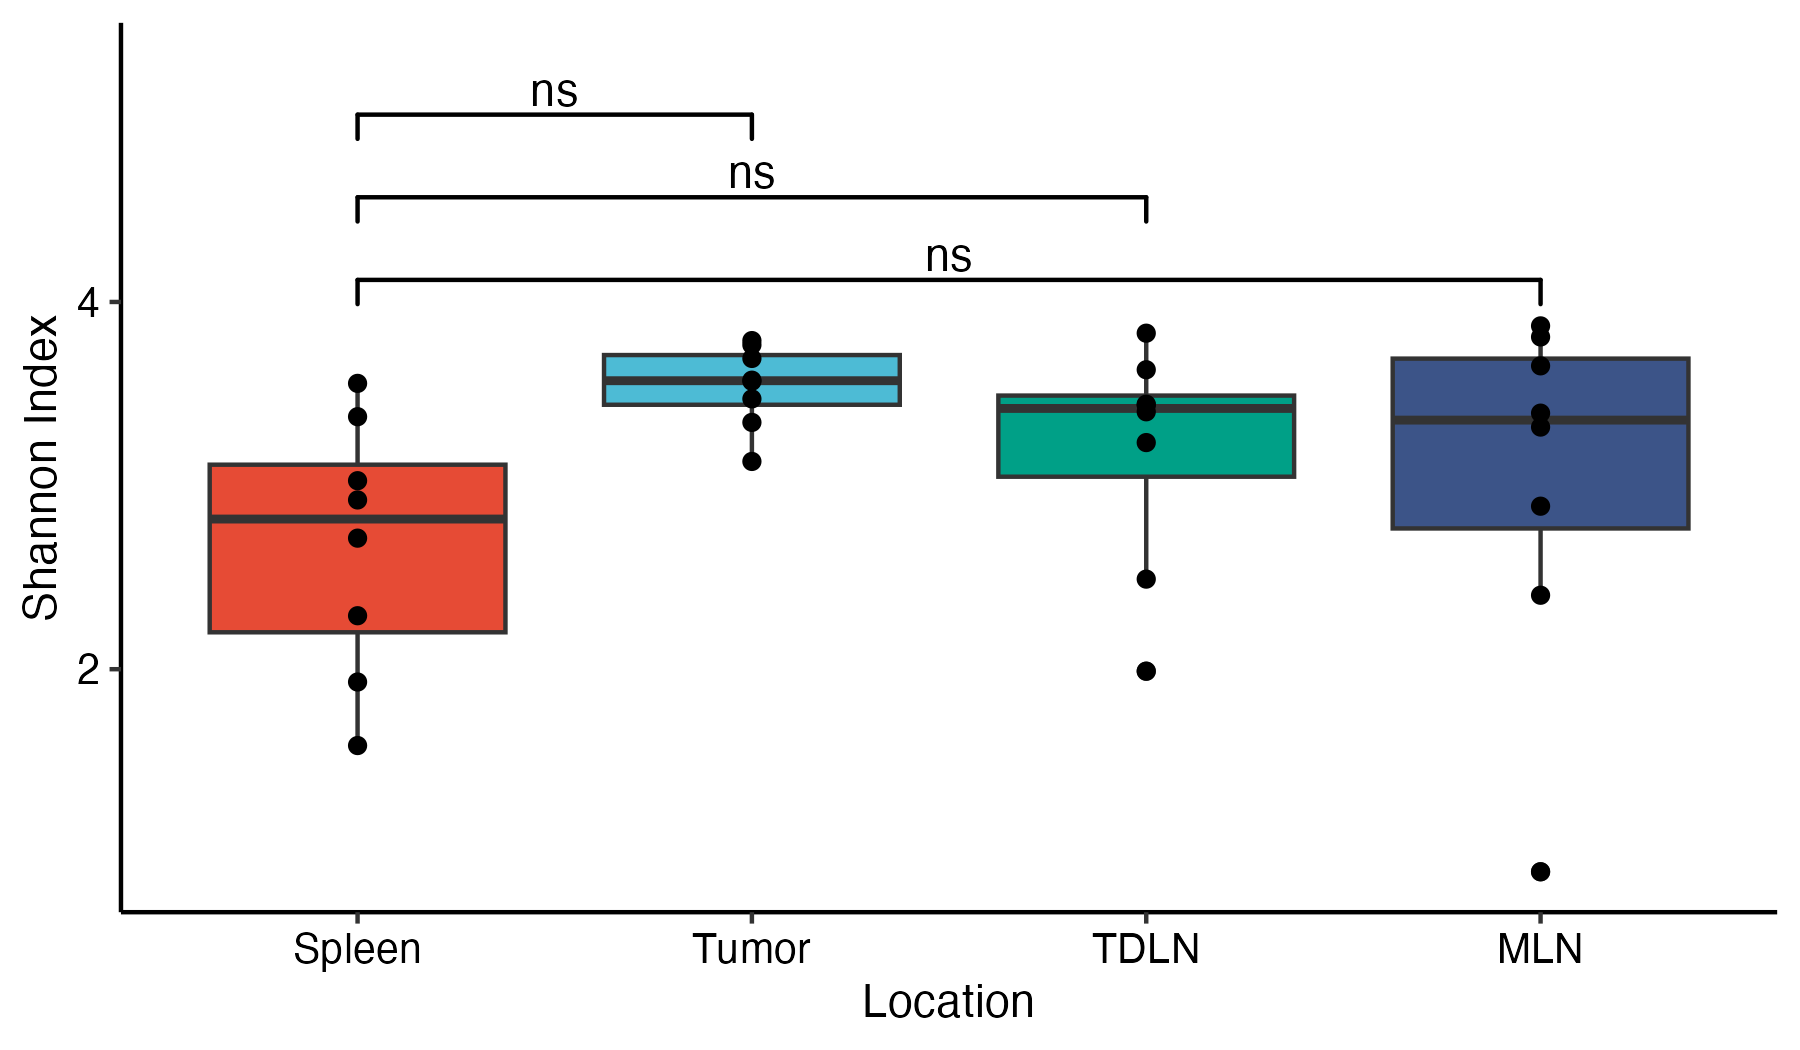 ns
ns
ns
4
2
Shannon Index
Spleen
Tumor
TDLN
MLN
Location